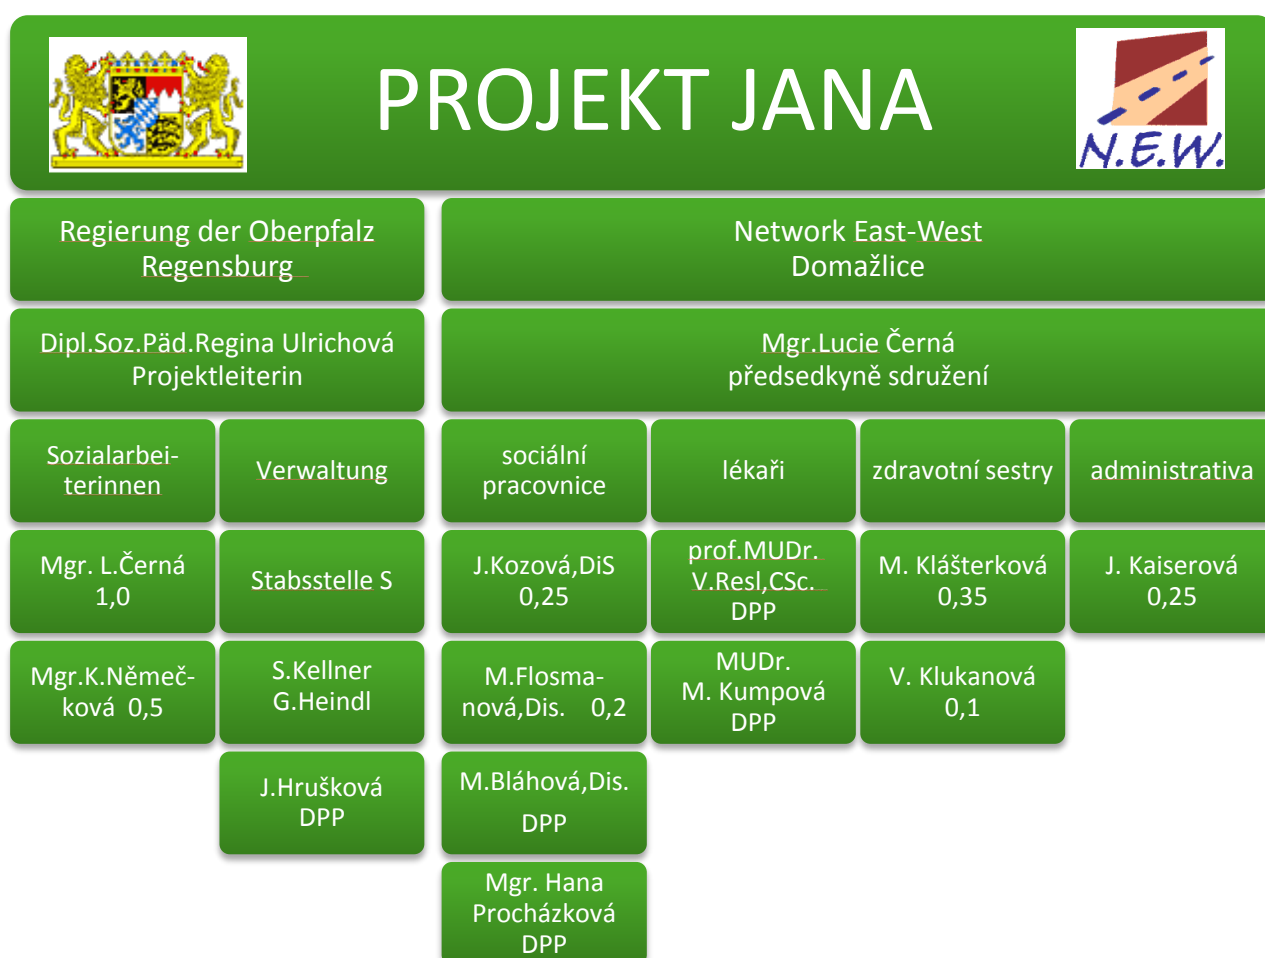 PROJEKT JANA
N.E.W.
Regierung der Oberpfalz
Regensburg
Network East-West
Domažlice
Dipl.Soz.Päd.Regina Ulrichová
Projektleiterin
Mgr.Lucie Černá
předsedkyně sdružení
Sozialarbei-
terinnen
Verwaltung
sociální
pracovnice
lékaři
zdravotní sestry
administrativa
Mgr. L.Černá
1,0
Stabsstelle S
J.Kozová,DiS
0,25
prof.MUDr.
V.Resl,CSc.
DPP
M. Klášterková
0,35
J. Kaiserová
0,25
Mgr.K.Němeč-
ková 0,5
S.Kellner
G.Heindl
M.Flosma-
nová,Dis. 0,2
MUDr.
M. Kumpová
DPP
V. Klukanová
0,1
J.Hrušková
DPP
M.Bláhová,Dis.
DPP
Mgr. Hana
Procházková
DPP